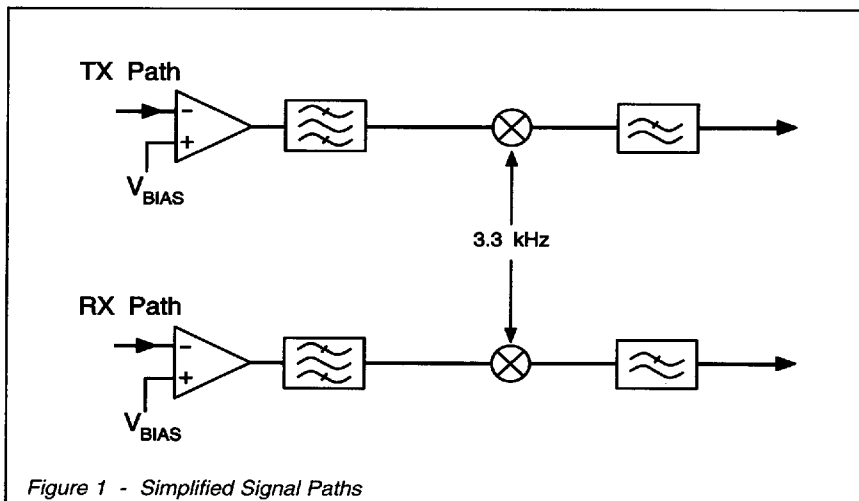 TX Path
−
+
V_BIAS
3.3 kHz
RX Path
−
+
V_BIAS
Figure 1 - Simplified Signal Paths